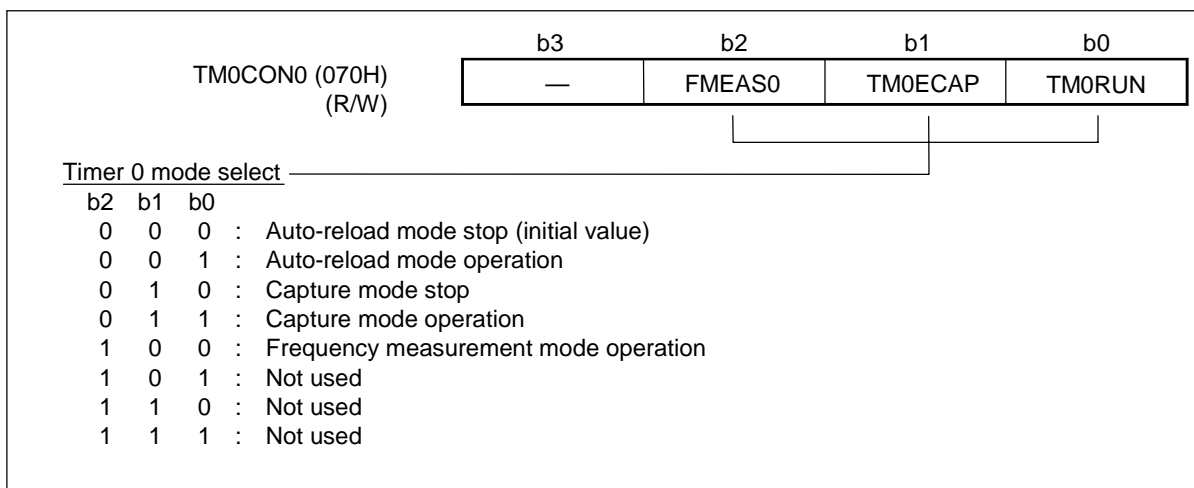 b3 b2 b1 b0
TM0CON0 (070H) — FMEAS0 TM0ECAP TM0RUN
(R/W)
Timer 0 mode select
b2 b1 b0
0 0 0 : Auto-reload mode stop (initial value)
0 0 1 : Auto-reload mode operation
0 1 0 : Capture mode stop
0 1 1 : Capture mode operation
1 0 0 : Frequency measurement mode operation
1 0 1 : Not used
1 1 0 : Not used
1 1 1 : Not used